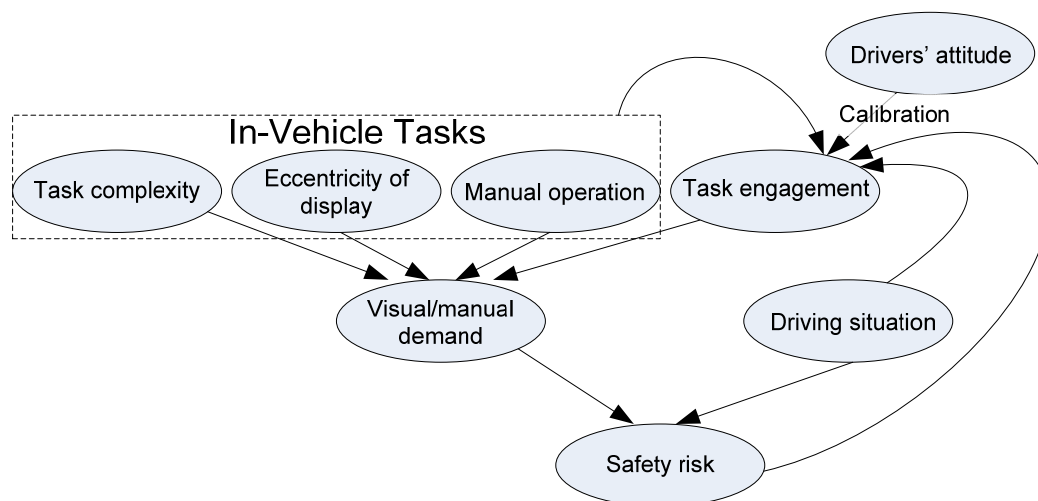 Drivers' attitude
Calibration
In-Vehicle Tasks
Task complexity
Eccentricity of
display
Manual operation
Task engagement
Visual/manual
demand
Driving situation
Safety risk